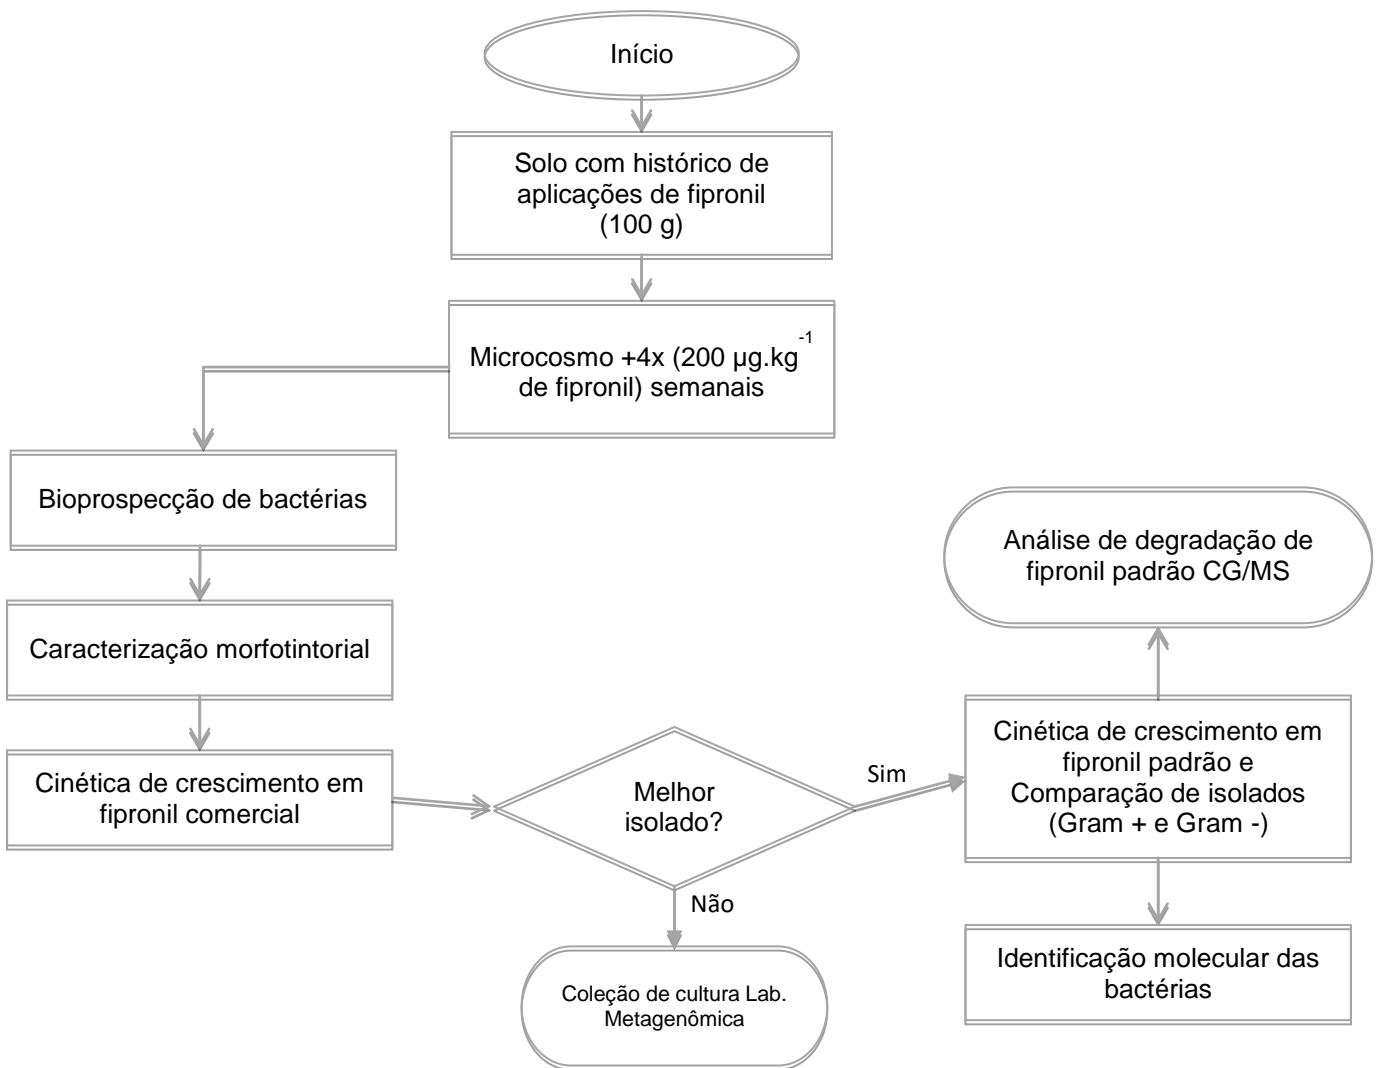 Início
Solo com histórico de
aplicações de fipronil
(100 g)
Microcosmo +4x (200 µg.kg-1
de fipronil) semanais
Bioprospecção de bactérias
Caracterização morfotintorial
Cinética de crescimento em
fipronil comercial
Melhor
isolado?
Sim
Não
Coleção de cultura Lab.
Metagenômica
Cinética de crescimento em
fipronil padrão e
Comparação de isolados
(Gram + e Gram -)
Análise de degradação de
fipronil padrão CG/MS
Identificação molecular das
bactérias